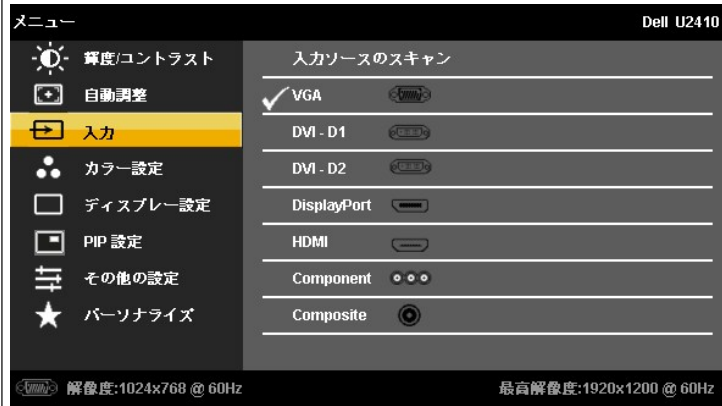 メニュー
Dell U2410
輝度/コントラスト
自動調整
入力
カラー設定
ディスプレー設定
PIP 設定
その他の設定
パーソナライズ
入力ソースのスキャン
VGA
DVI - D1
DVI - D2
DisplayPort
HDMI
Component
Composite
解像度:1024x768 @ 60Hz
最高解像度:1920x1200 @ 60Hz